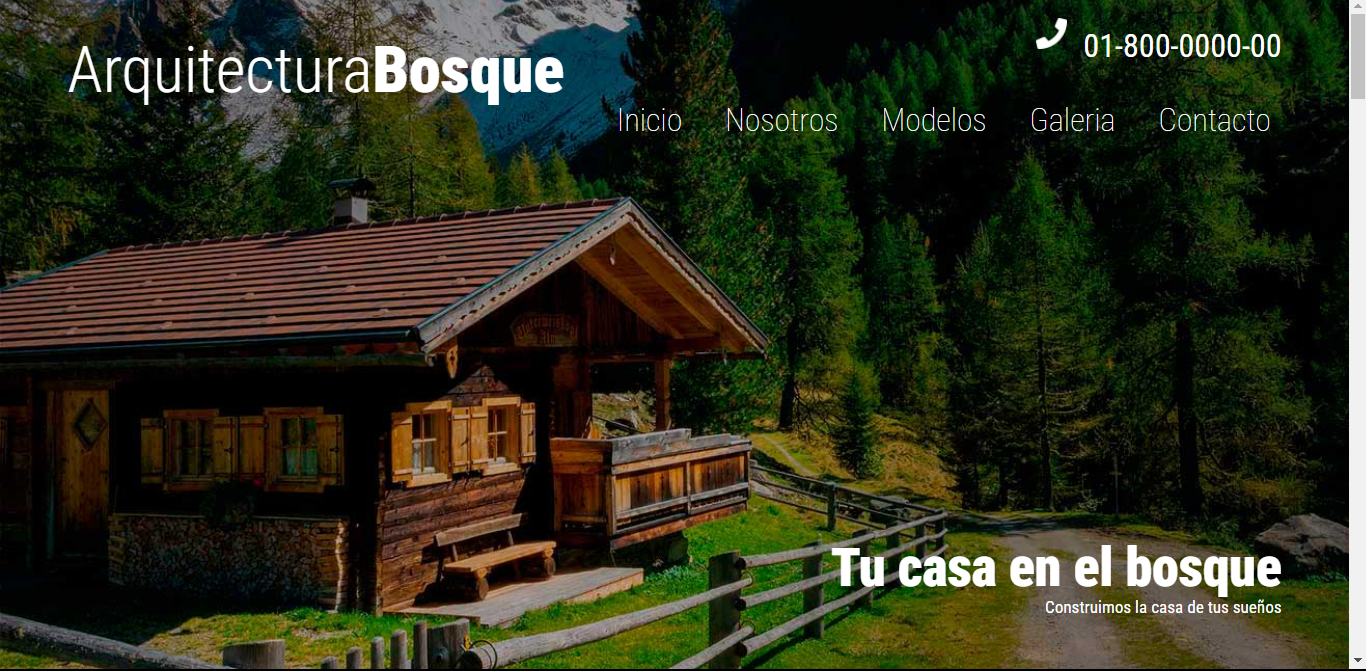 ArquitecturaBosque
01-800-0000-00
Inicio Nosotros Modelos Galeria Contacto
Tu casa en el bosque
Construimos la casa de tus sueños